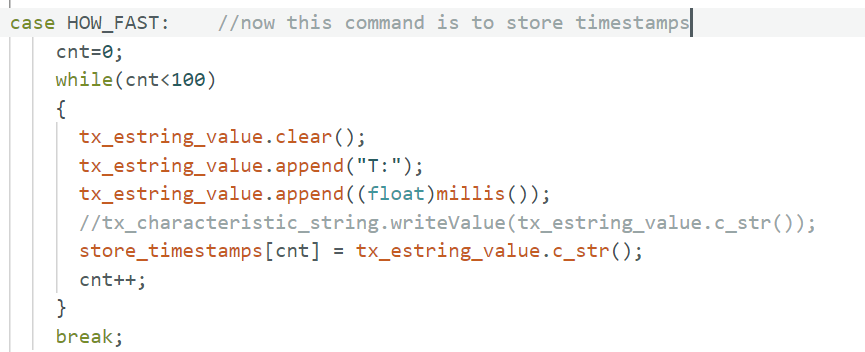 case HOW_FAST:    //now this command is to store timestamps
    cnt=0;
    while(cnt<100)
    {
      tx_estring_value.clear();
      tx_estring_value.append("T:");
      tx_estring_value.append((float)millis());
      //tx_characteristic_string.writeValue(tx_estring_value.c_str());
      store_timestamps[cnt] = tx_estring_value.c_str();
      cnt++;
    }
    break;